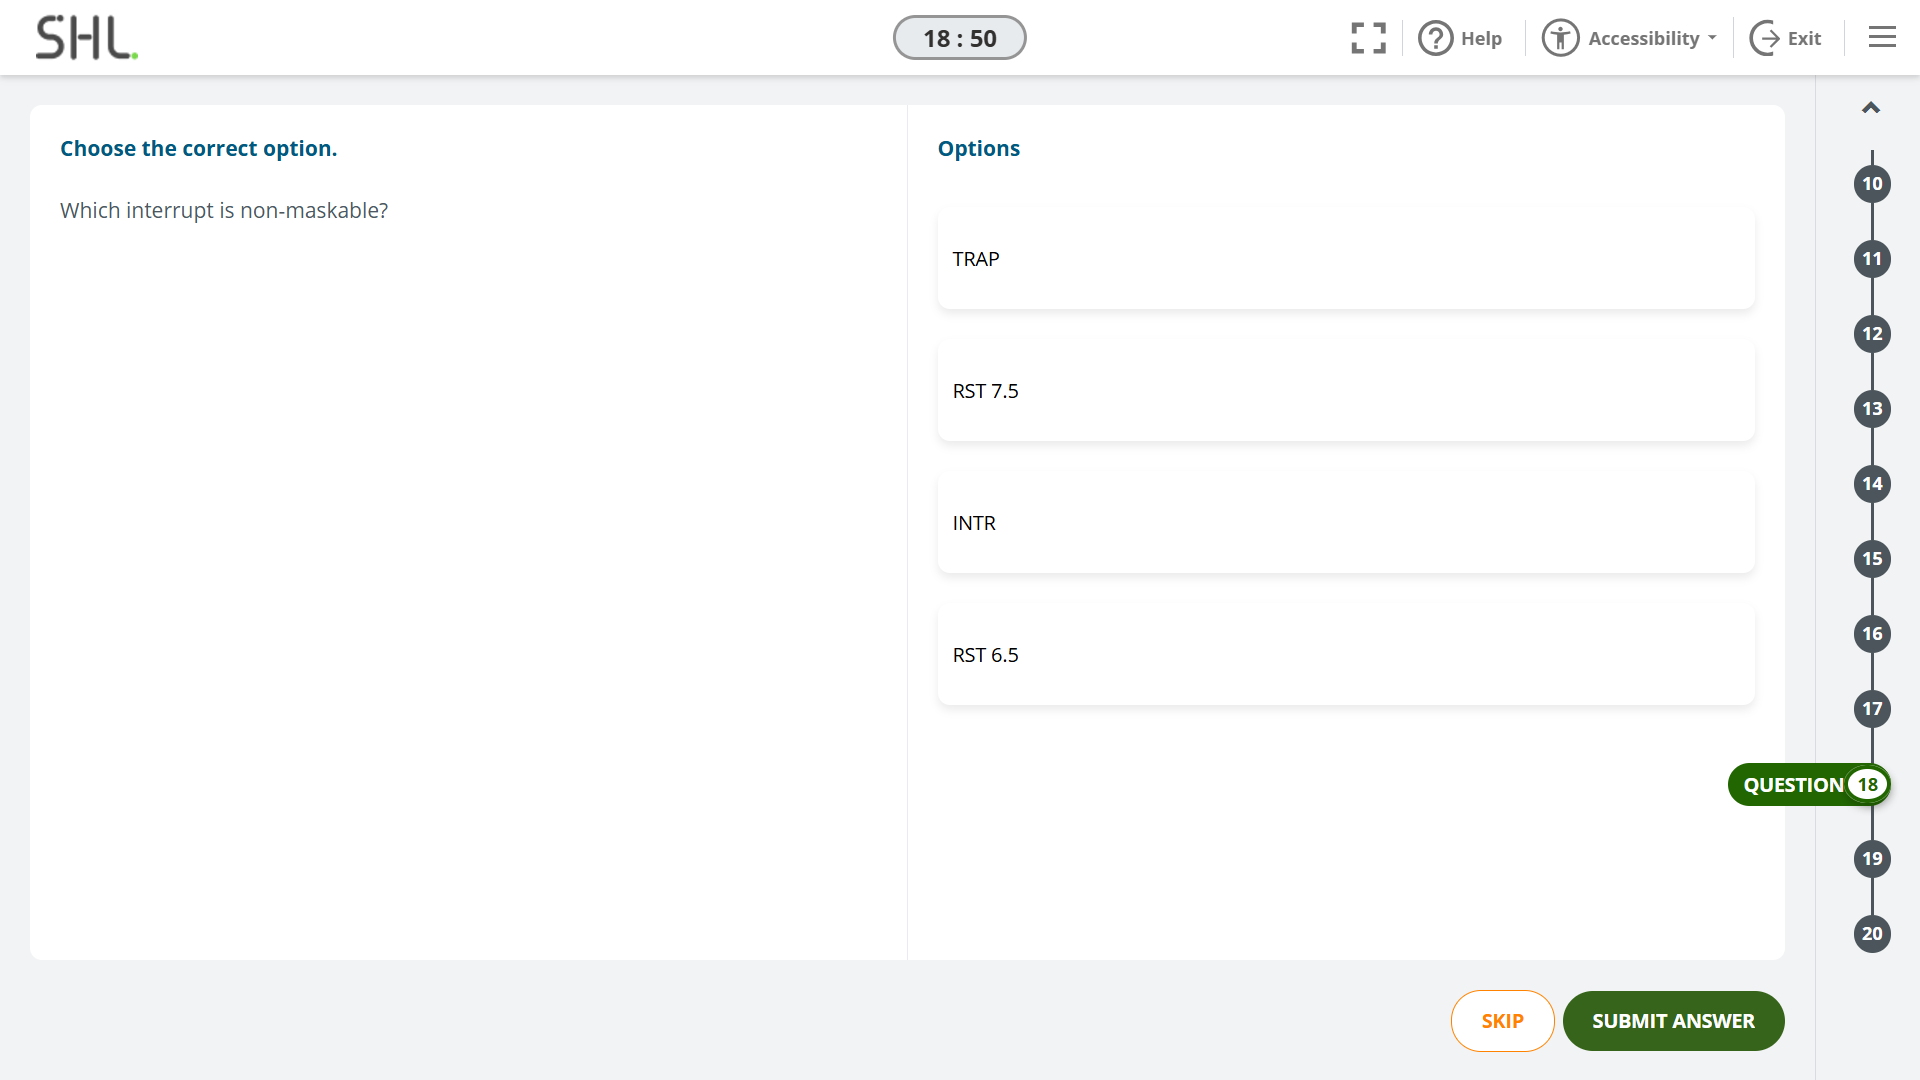 SHL.
18 : 50
Help
Accessibility
Exit
Choose the correct option.
Which interrupt is non-maskable?
Options
TRAP
RST 7.5
INTR
RST 6.5
10
11
12
13
14
15
16
17
QUESTION 18
19
20
SKIP
SUBMIT ANSWER